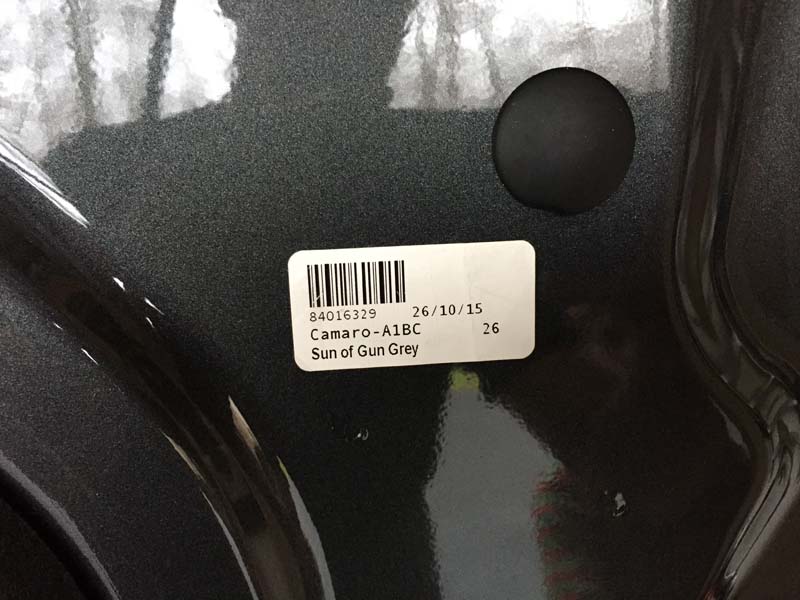 84016329 26/10/15
Camaro-A1BC 26
Sun of Gun Grey